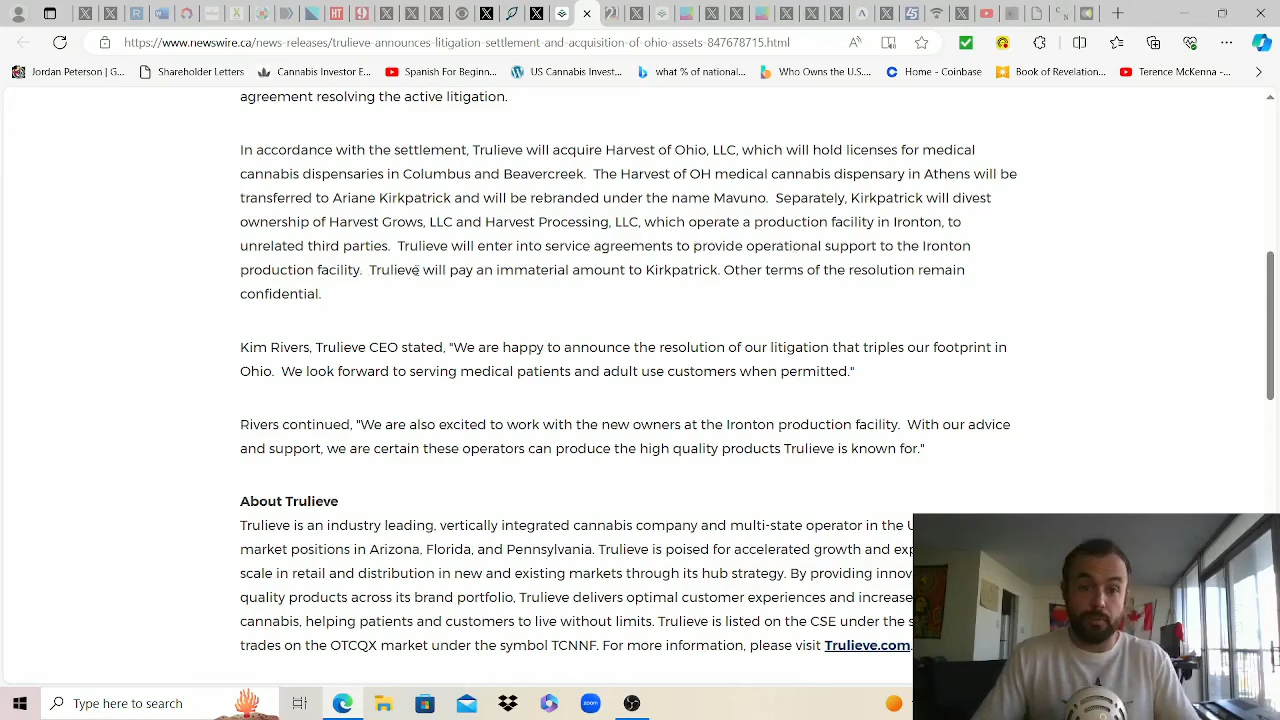 https://www.newswire.ca/news-releases/trulieve-announces-litigation-settlement-and-acquisition-of-ohio-assets-847678715.html
Jordan Peterson | G...
Shareholder Letters
Cannabis Investor E...
Spanish For Beginn...
US Cannabis Invest...
what % of national...
Who Owns the U.S...
Home - Coinbase
Book of Revelation...
Terence McKenna -...
agreement resolving the active litigation.
In accordance with the settlement, Trulieve will acquire Harvest of Ohio, LLC, which will hold licenses for medical
cannabis dispensaries in Columbus and Beavercreek. The Harvest of OH medical cannabis dispensary in Athens will be
transferred to Ariane Kirkpatrick and will be rebranded under the name Mavuno. Separately, Kirkpatrick will divest
ownership of Harvest Grows, LLC and Harvest Processing, LLC, which operate a production facility in Ironton, to
unrelated third parties. Trulieve will enter into service agreements to provide operational support to the Ironton
production facility. Trulieve will pay an immaterial amount to Kirkpatrick. Other terms of the resolution remain
confidential.
Kim Rivers, Trulieve CEO stated, "We are happy to announce the resolution of our litigation that triples our footprint in
Ohio. We look forward to serving medical patients and adult use customers when permitted."
Rivers continued, "We are also excited to work with the new owners at the Ironton production facility. With our advice
and support, we are certain these operators can produce the high quality products Trulieve is known for."
About Trulieve
Trulieve is an industry leading, vertically integrated cannabis company and multi-state operator in the
market positions in Arizona, Florida, and Pennsylvania. Trulieve is poised for accelerated growth and
scale in retail and distribution in new and existing markets through its hub strategy. By providing
quality products across its brand portfolio, Trulieve delivers optimal customer experiences and increase
cannabis, helping patients and customers to live without limits. Trulieve is listed on the CSE under the
trades on the OTCQX market under the symbol TCNNF. For more information, please visit Trulieve.com
Type here to search
zoom